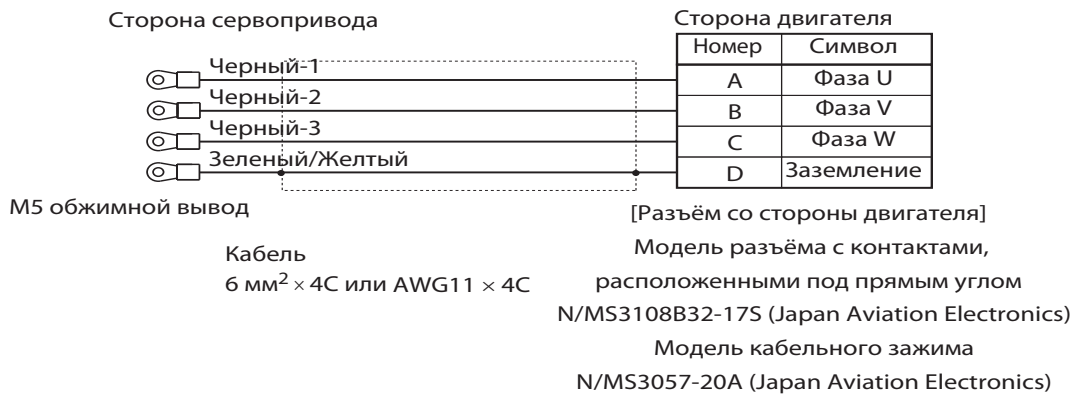 Сторона сервопривода
Сторона двигателя
Номер Символ
Черный-1 A Фаза U
Черный-2 B Фаза V
Черный-3 C Фаза W
Зеленый/Желтый D Заземление
М5 обжимной вывод
[Разъём со стороны двигателя]
Кабель
6 мм² × 4C или AWG11 × 4C
Модель разъёма с контактами,
расположенными под прямым углом
N/MS3108B32-17S (Japan Aviation Electronics)
Модель кабельного зажима
N/MS3057-20A (Japan Aviation Electronics)